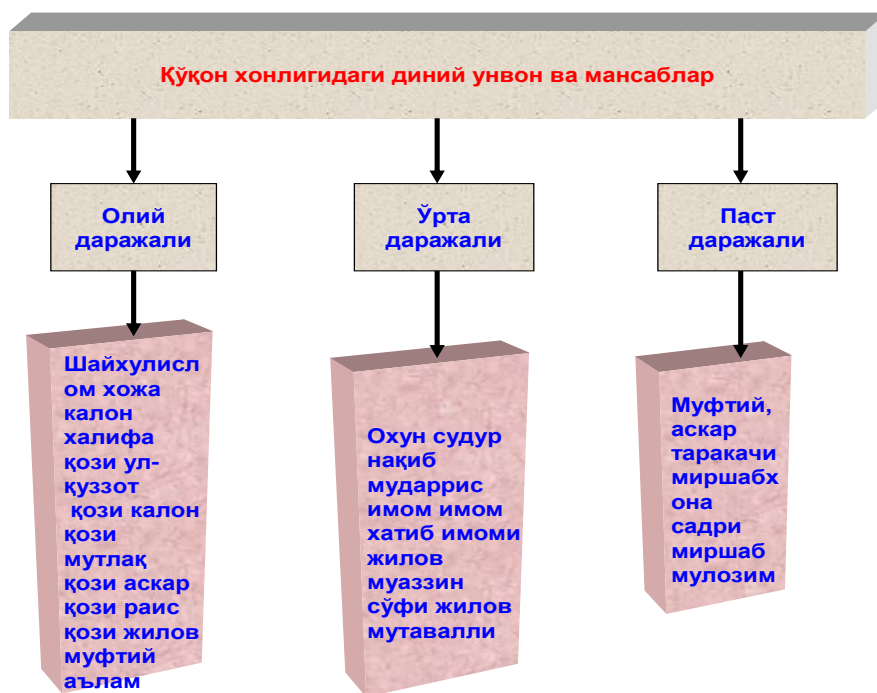 Қўқон хонлигидаги диний унвон ва мансаблар
Олий
даражали
Ўрта
даражали
Паст
даражали
Шайхулисл
ом хожа
калон
халифа
қози ул-
қуззот
қози калон
қози
мутлақ
қози аскар
қози раис
қози жилов
муфтий
аълам
Охун судур
нақиб
мударрис
имом имом
хатиб имоми
жилов
муаззин
сўфи жилов
мутавалли
Муфтий,
аскар
таракачи
миршабх
она
садри
миршаб
мулозим